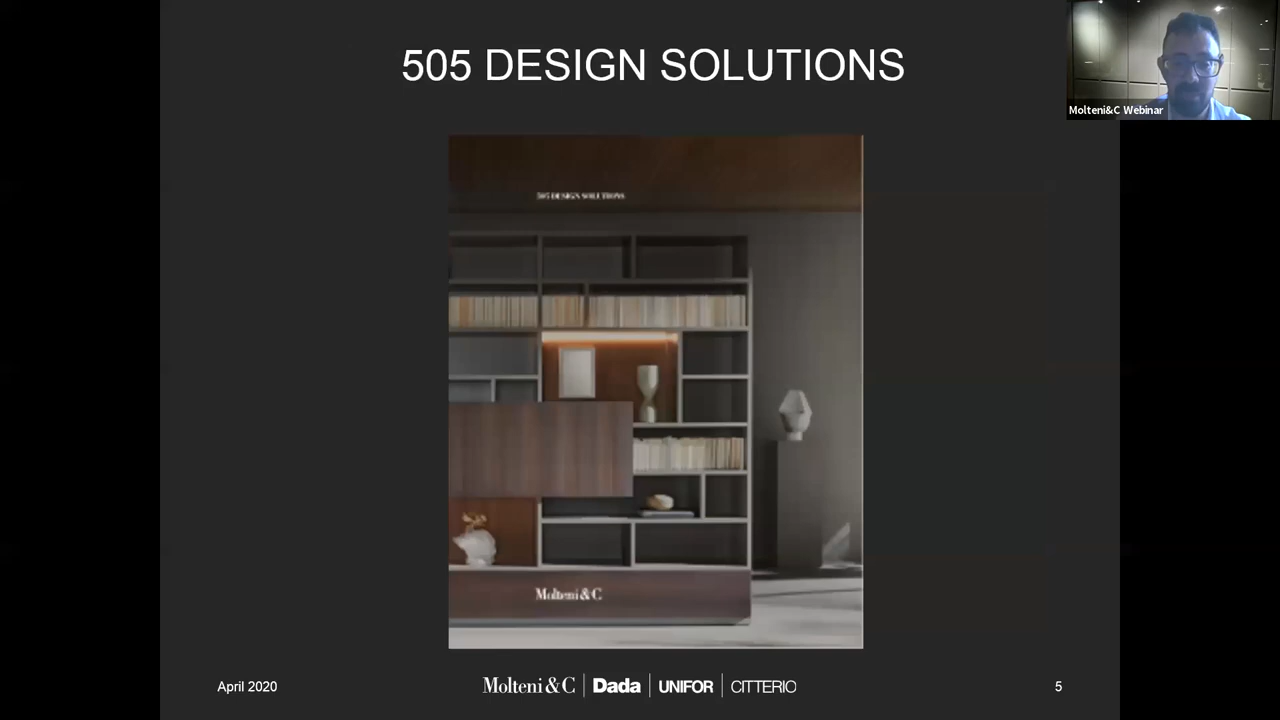 505 DESIGN SOLUTIONS
Molteni&C Webinar
505 DESIGN SOLUTIONS
Molteni&C
April 2020
Molteni&C | Dada | UNIFOR | CITTERIO
5